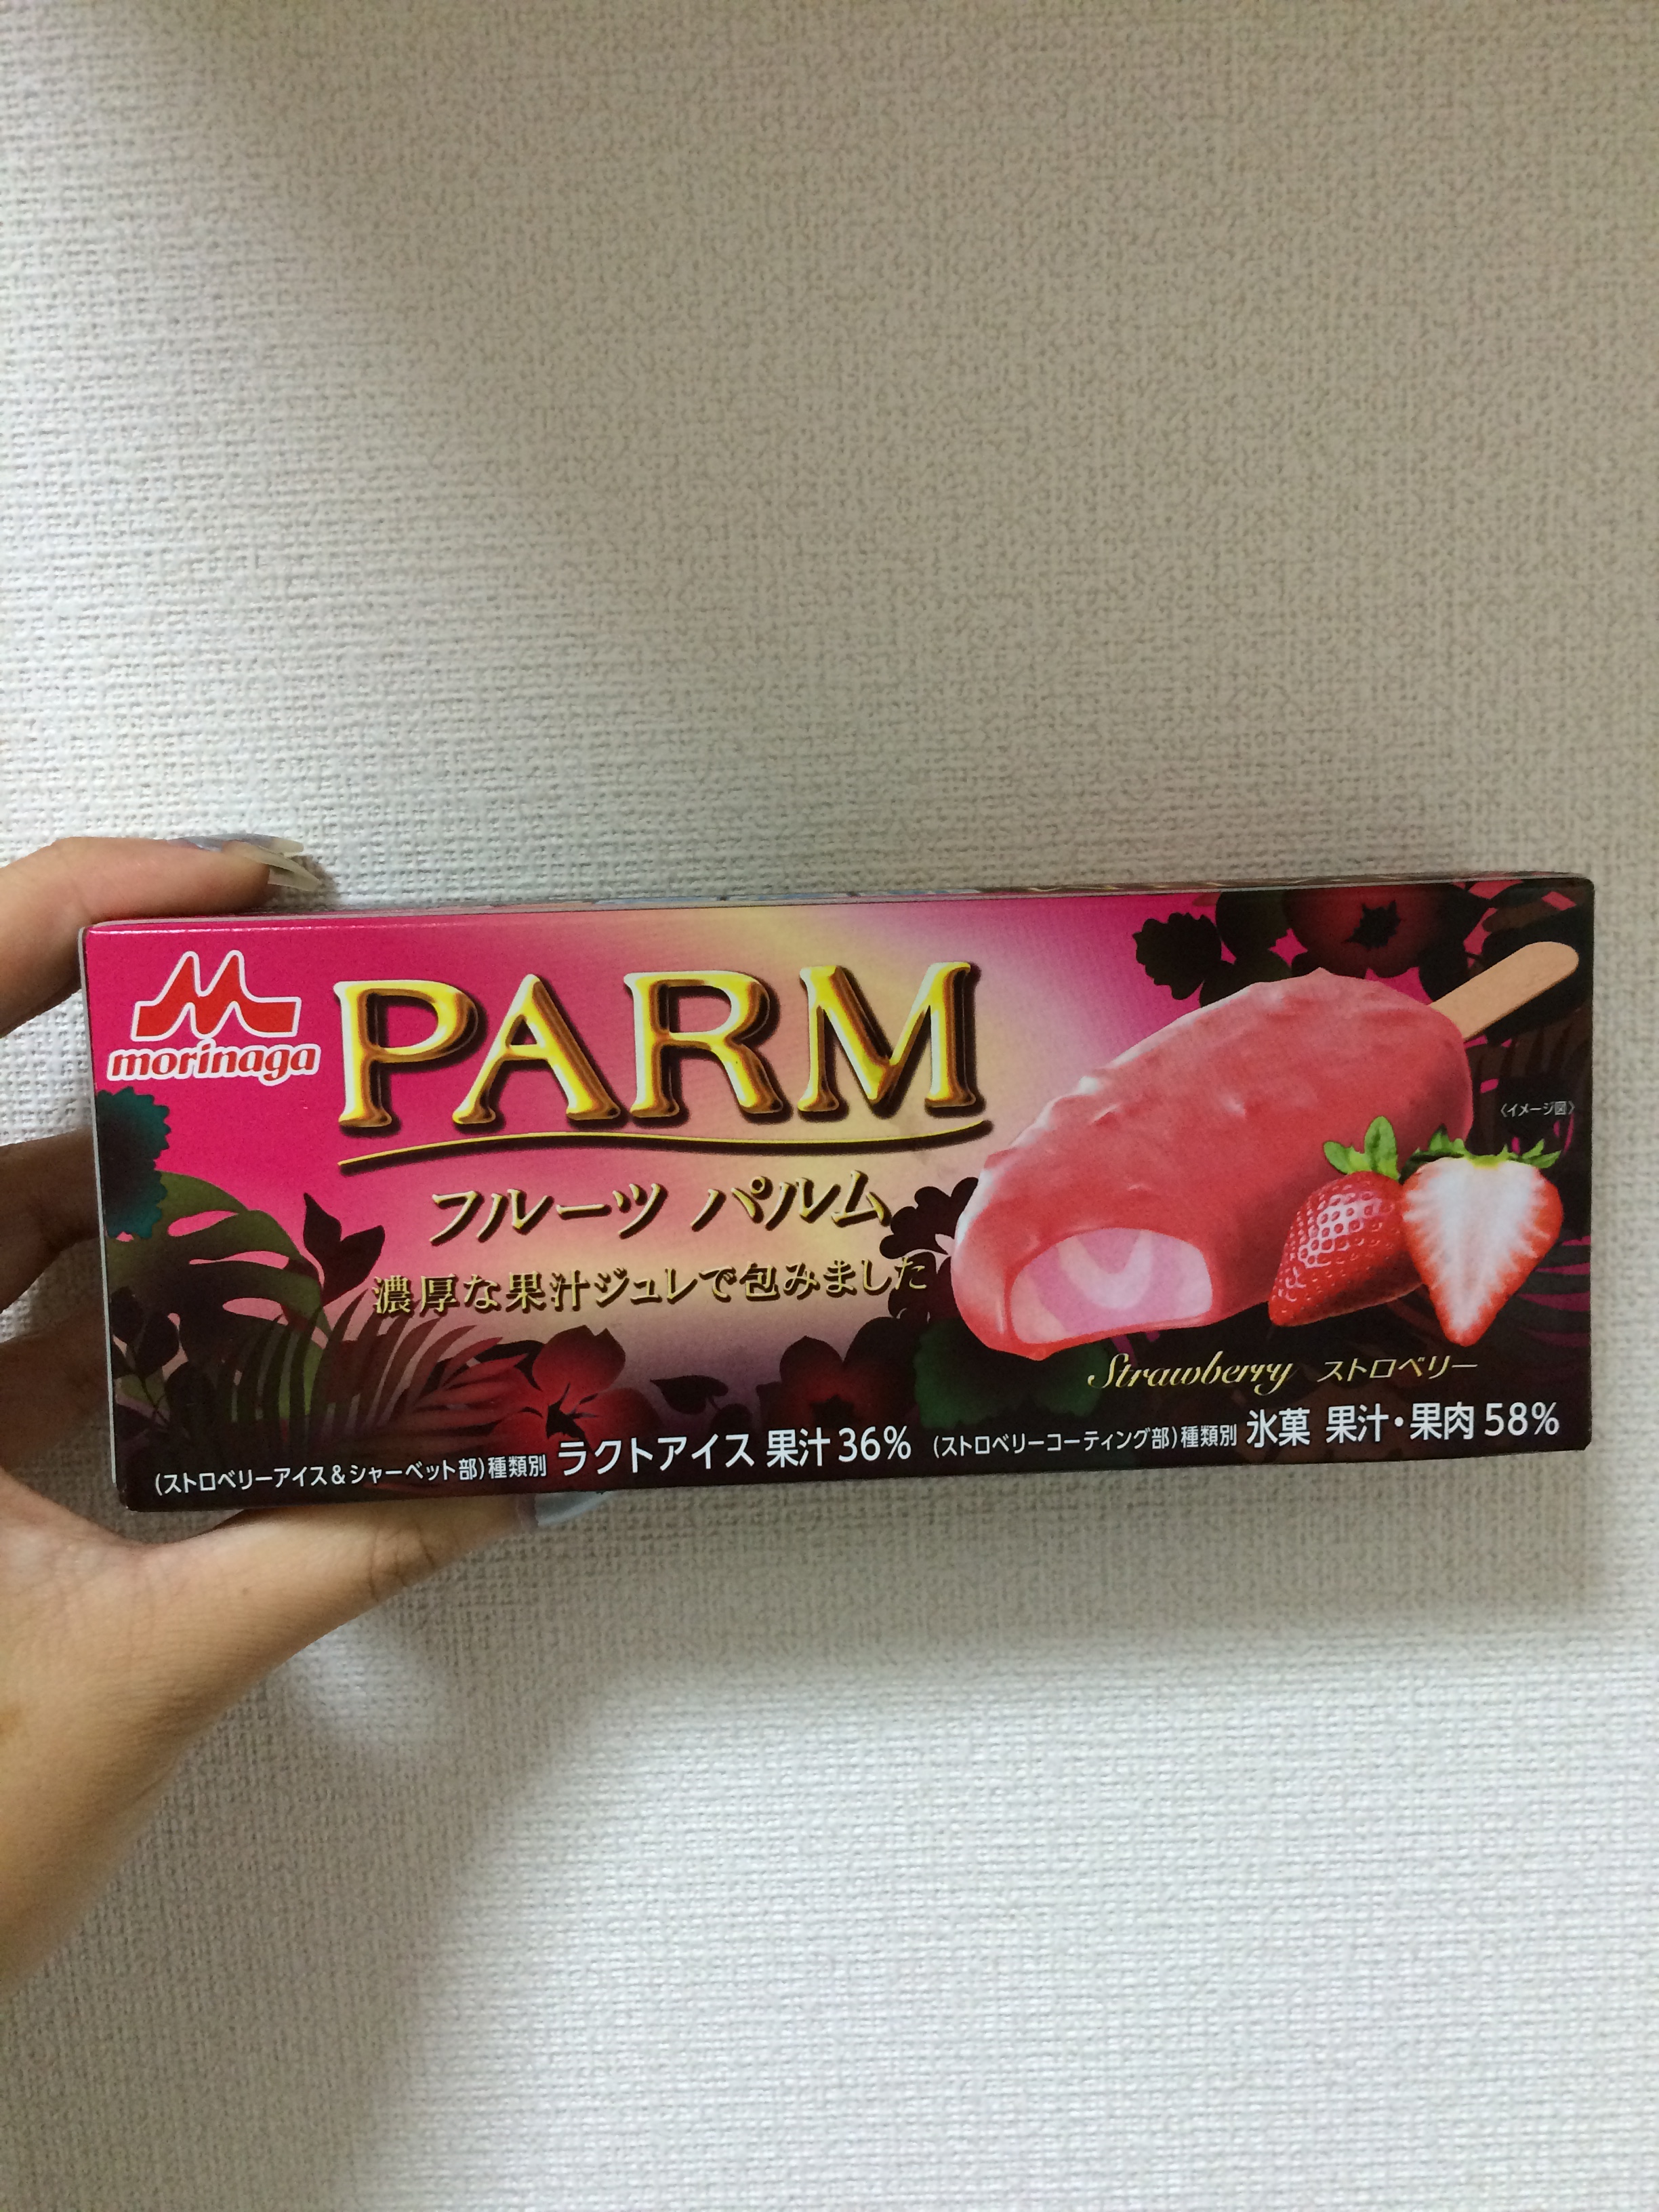 morinaga
PARM
フルーツ パルム
濃厚な果汁ジュレで包みました
〈イメージ図〉
Strawberry ストロベリー
(ストロベリーアイス&シャーベット部)種類別 ラクトアイス 果汁36% (ストロベリーコーティング部)種類別 氷菓 果汁・果肉58%